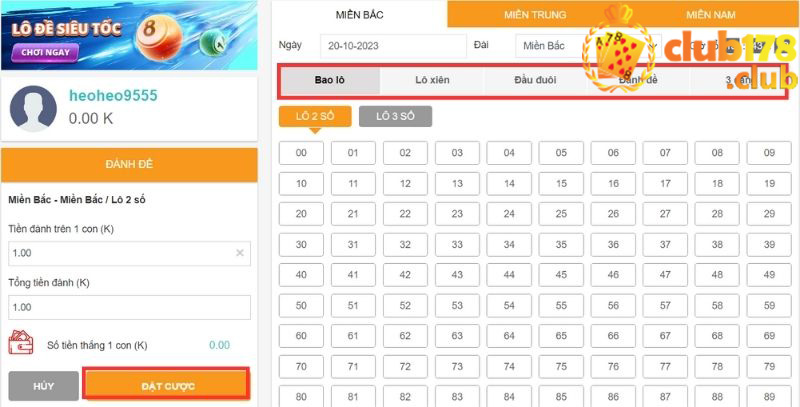 LÔ ĐỀ SIÊU TỐC
CHƠI NGAY
8
heoheo9555
0.00 K
ĐÁNH ĐỀ
Miền Bắc - Miền Bắc / Lô 2 số
Tiền đánh trên 1 con (K)
1.00
Tổng tiền đánh (K)
1.00
Số tiền thắng 1 con (K) 0.00
HỦY ĐẶT CƯỢC
MIỀN BẮC MIỀN TRUNG MIỀN NAM
Ngày 20-10-2023 Đài Miền Bắc
club178
.club
Bao lô Lô xiên Đầu đuôi Đánh đề
LÔ 2 SỐ LÔ 3 SỐ
00 01 02 03 04 05 06 07 08 09
10 11 12 13 14 15 16 17 18 19
20 21 22 23 24 25 26 27 28 29
30 31 32 33 34 35 36 37 38 39
40 41 42 43 44 45 46 47 48 49
50 51 52 53 54 55 56 57 58 59
60 61 62 63 64 65 66 67 68 69
70 71 72 73 74 75 76 77 78 79
80 81 82 83 84 85 86 87 88 89